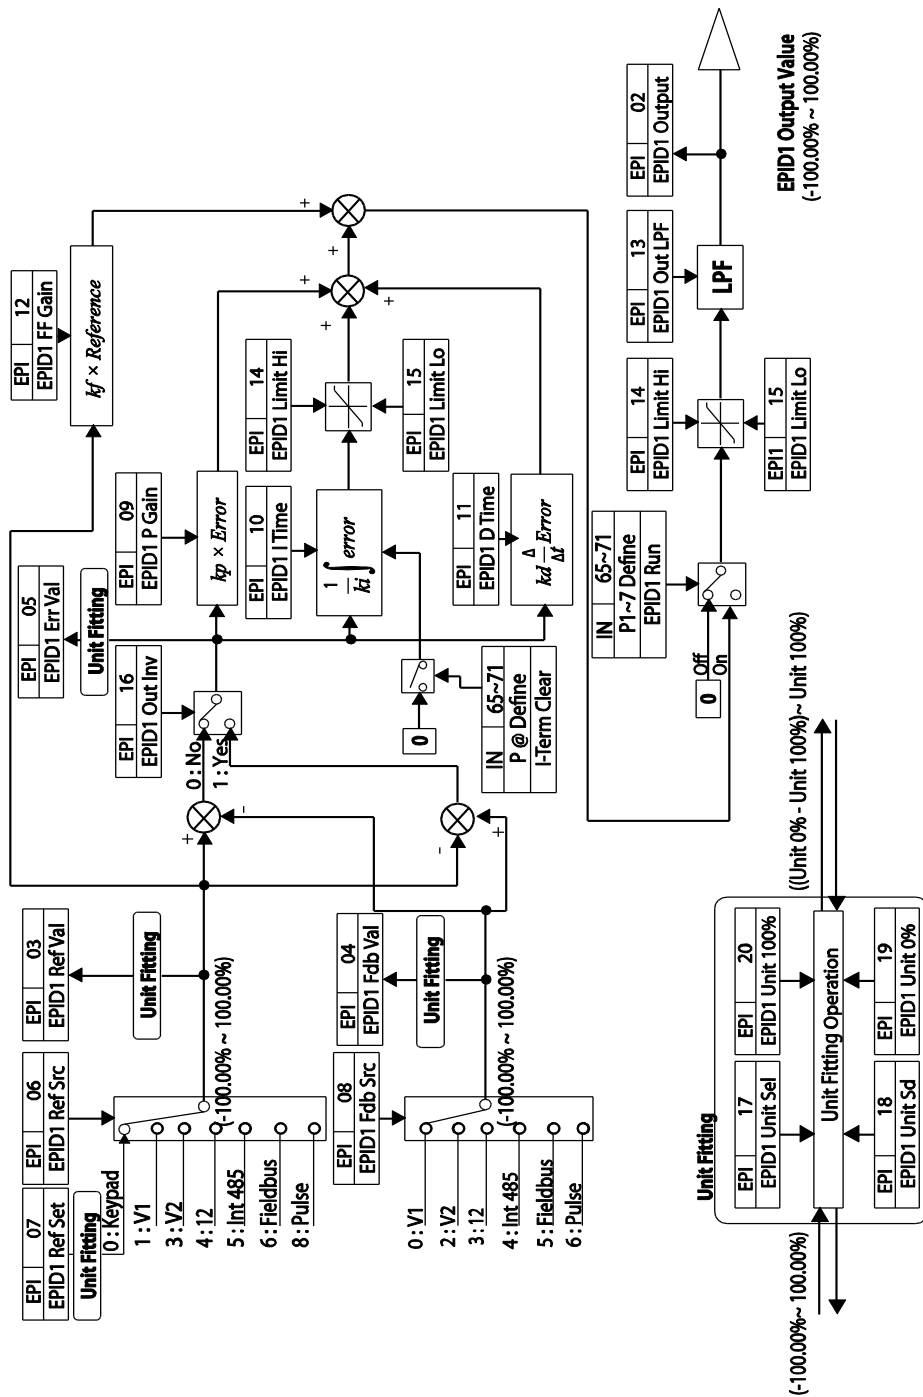 EPI 07
EPID1 Ref Set
Unit Fitting
EPI 06
EPID1 Ref Src
EPI 03
EPID1 Ref Val
Unit Fitting
0 : Keypad
1 : V1
3 : V2
4 : 12
5 : Int 485
6 : Fieldbus
8 : Pulse
(-100.00% ~ 100.00%)
EPI 08
EPID1 Fdb Src
EPI 04
EPID1 Fdb Val
Unit Fitting
0 : V1
2 : V2
3 : 12
4 : Int 485
5 : Fieldbus
6 : Pulse
(-100.00% ~ 100.00%)
+
-
-
+
0 : No
1 : Yes
EPI 16
EPID1 Out Inv
EPI 05
EPID1 Err Val
Unit Fitting
EPI 12
EPID1 FF Gain
kf × Reference
EPI 09
EPID1 P Gain
kp × Error
EPI 10
EPID1 I Time
1/ki ∫ error
EPI 14
EPID1 Limit Hi
EPI 15
EPID1 Limit Lo
EPI 11
EPID1 D Time
kd Δ/Δt Error
0
IN 65~71
P @ Define
I-Term Clear
+
+
+
+
+
IN 65~71
P1~7 Define
EPID1 Run
0
Off
On
EPI 14
EPID1 Limit Hi
EPI1 15
EPID1 Limit Lo
EPI 13
EPID1 Out LPF
LPF
EPI 02
EPID1 Output
EPID1 Output Value
(-100.00% ~ 100.00%)
Unit Fitting
EPI 17
EPID1 Unit Sel
EPI 20
EPID1 Unit 100%
Unit Fitting Operation
EPI 18
EPID1 Unit Sd
EPI 19
EPID1 Unit 0%
(-100.00%~ 100.00%)
((Unit 0% - Unit 100%)~ Unit 100%)